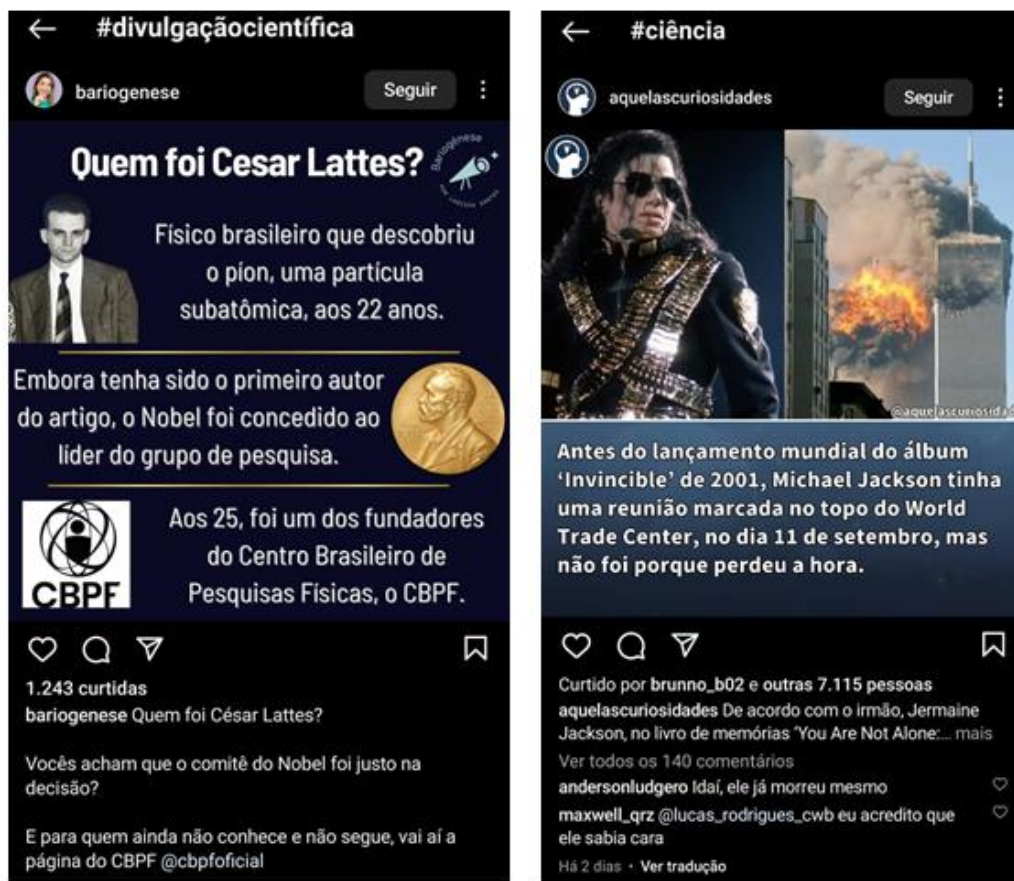 #divulgaçãocientífica
bariogenese
Seguir
Quem foi Cesar Lattes?
Bariogênese
Físico brasileiro que descobriu
o píon, uma partícula
subatômica, aos 22 anos.
Embora tenha sido o primeiro autor
do artigo, o Nobel foi concedido ao
líder do grupo de pesquisa.
Aos 25, foi um dos fundadores
do Centro Brasileiro de
Pesquisas Físicas, o CBPF.
CBPF
1.243 curtidas
bariogenese Quem foi César Lattes?
Vocês acham que o comitê do Nobel foi justo na
decisão?
E para quem ainda não conhece e não segue, vai aí a
página do CBPF @cbpfoficial
#ciência
aquelascuriosidades
Seguir
@aquelascuriosidad
Antes do lançamento mundial do álbum
‘Invincible’ de 2001, Michael Jackson tinha
uma reunião marcada no topo do World
Trade Center, no dia 11 de setembro, mas
não foi porque perdeu a hora.
Curtido por brunno_b02 e outras 7.115 pessoas
aquelascuriosidades De acordo com o irmão, Jermaine
Jackson, no livro de memórias ‘You Are Not Alone:... mais
Ver todos os 140 comentários
andersonludgero Idaí, ele já morreu mesmo
maxwell_qrz @lucas_rodrigues_cwb eu acredito que
ele sabia cara
Há 2 dias • Ver tradução